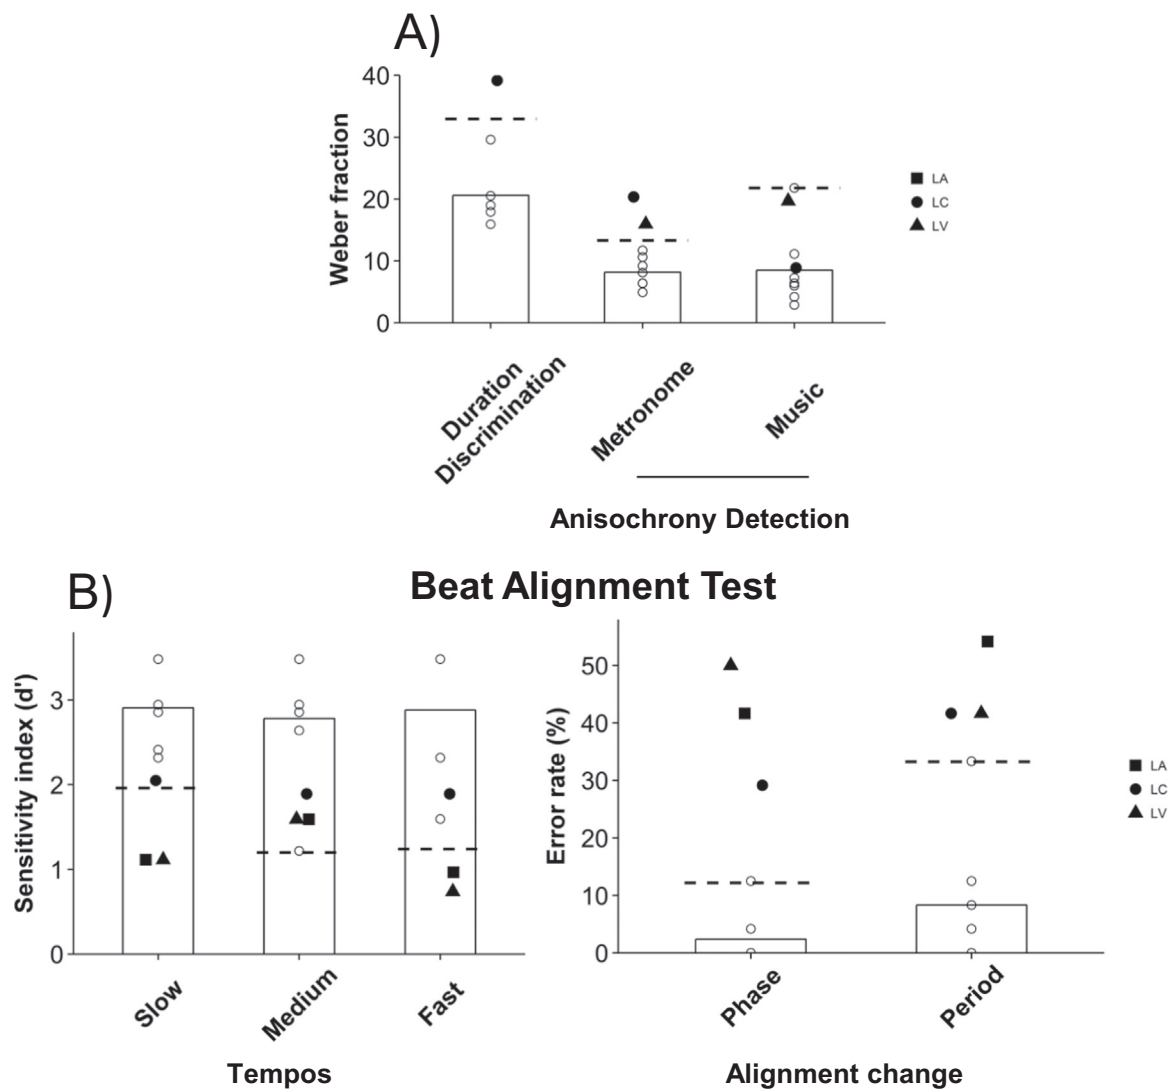 A)
Weber fraction
40
30
20
10
0
LA
LC
LV
Duration
Discrimination
Metronome
Music
Anisochrony Detection
B)
Beat Alignment Test
Sensitivity index (d')
3
2
1
0
Slow
Medium
Fast
Tempos
Error rate (%)
50
40
30
20
10
0
LA
LC
LV
Phase
Period
Alignment change